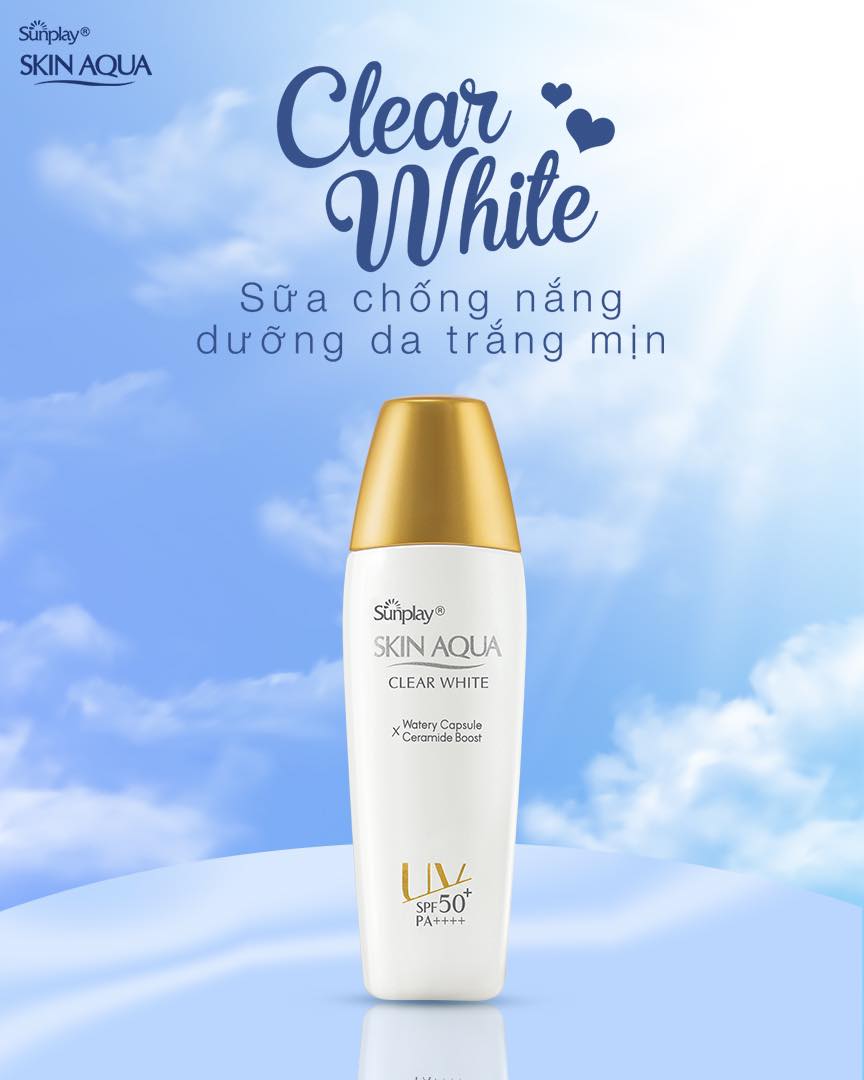 Sunplay®
SKIN AQUA
Clear
White
Sữa chống nắng
dưỡng da trắng mịn
Sunplay®
SKIN AQUA
CLEAR WHITE
x Watery Capsule
Ceramide Boost
UV
SPF50+
PA++++